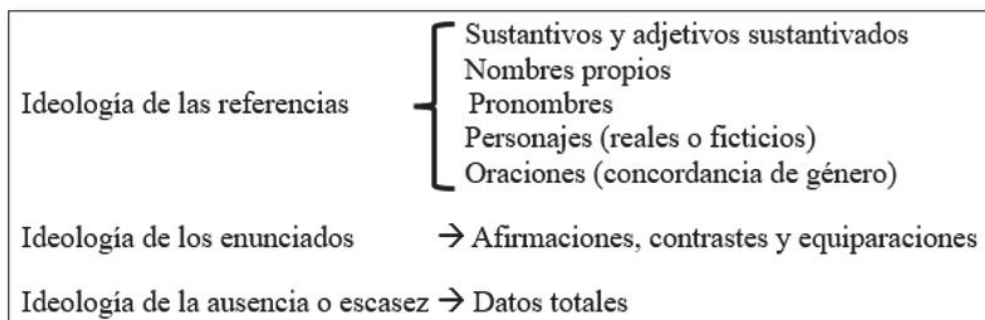 Sustantivos y adjetivos sustantivados
Nombres propios
Ideología de las referencias Pronombres
Personajes (reales o ficticios)
Oraciones (concordancia de género)
Ideología de los enunciados → Afirmaciones, contrastes y equiparaciones
Ideología de la ausencia o escasez → Datos totales